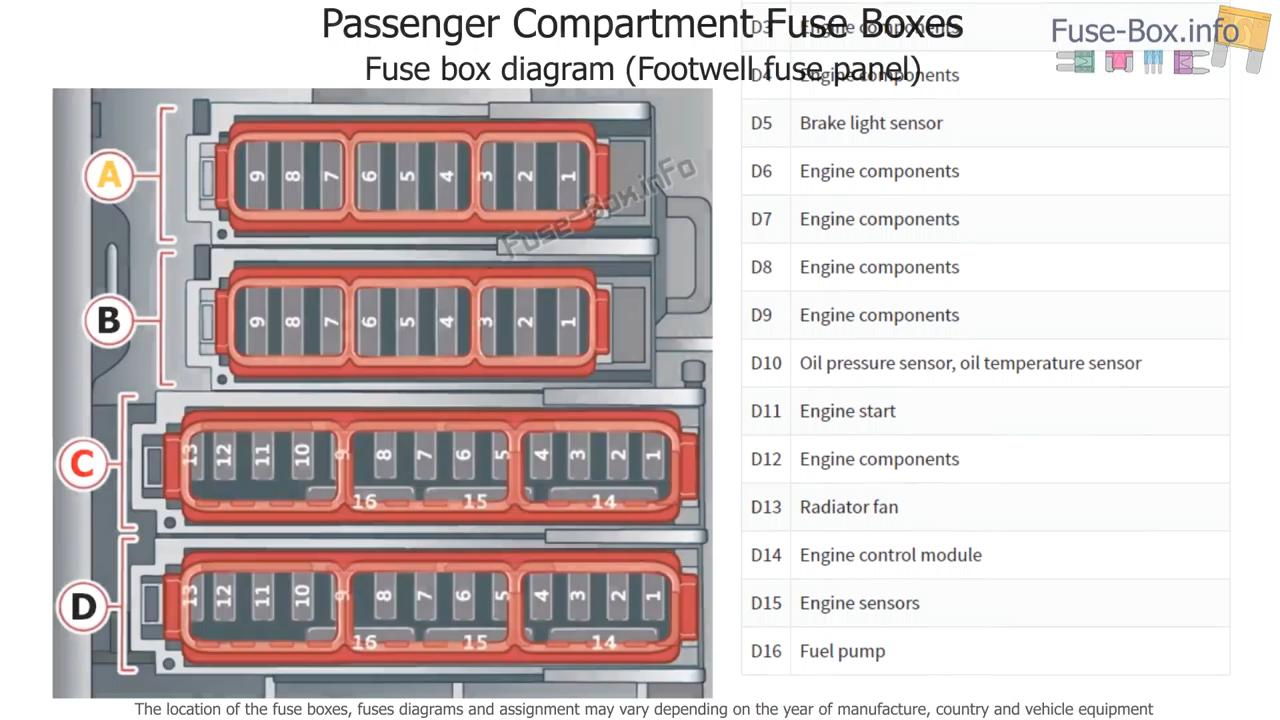 Passenger Compartment Fuse Boxes
Fuse box diagram (Footwell fuse panel)
Fuse-Box.info
A
9 8 7 6 5 4 3 2 1
Fuse-Box.inFo
B
9 8 7 6 5 4 3 2 1
C
13 12 11 10 9 8 7 6 5 4 3 2 1
16 15 14
D
13 12 11 10 9 8 7 6 5 4 3 2 1
16 15 14
D3 Engine components
D4 Engine components
D5 Brake light sensor
D6 Engine components
D7 Engine components
D8 Engine components
D9 Engine components
D10 Oil pressure sensor, oil temperature sensor
D11 Engine start
D12 Engine components
D13 Radiator fan
D14 Engine control module
D15 Engine sensors
D16 Fuel pump
The location of the fuse boxes, fuses diagrams and assignment may vary depending on the year of manufacture, country and vehicle equipment